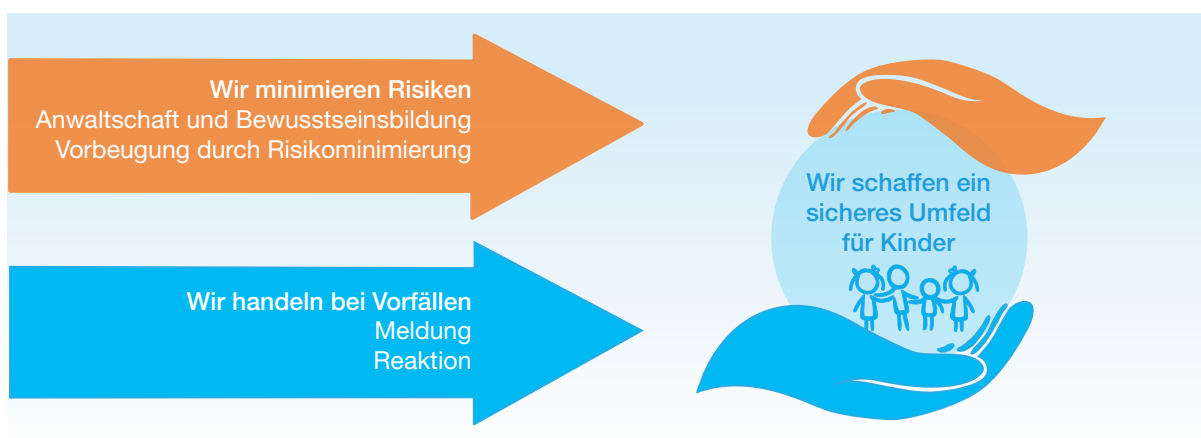 Wir minimieren Risiken
Anwaltschaft und Bewusstseinsbildung
Vorbeugung durch Risikominimierung
Wir handeln bei Vorfällen
Meldung
Reaktion
Wir schaffen ein
sicheres Umfeld
für Kinder